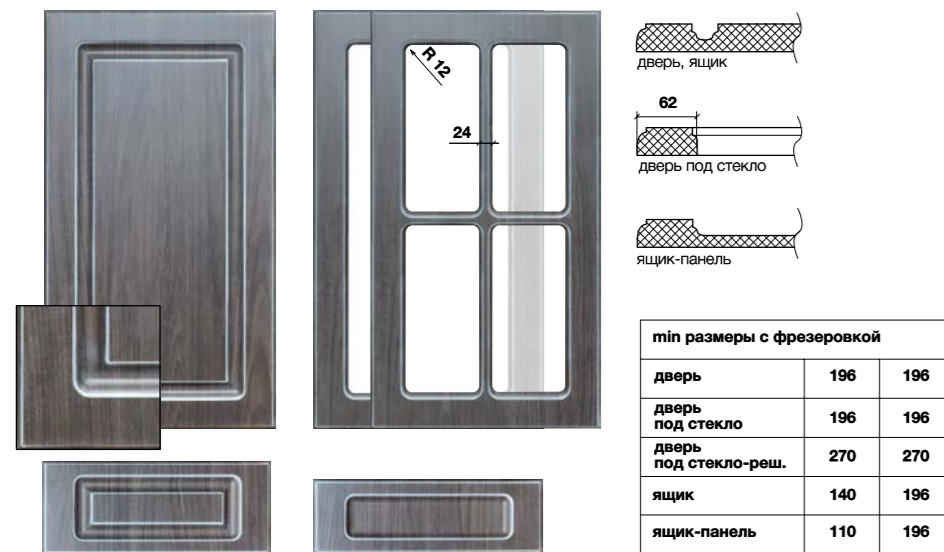 R 12
24
дверь, ящик
62
дверь под стекло
ящик-панель
min размеры с фрезеровкой
дверь 196 196
дверь
под стекло 196 196
дверь
под стекло-реш. 270 270
ящик 140 196
ящик-панель 110 196